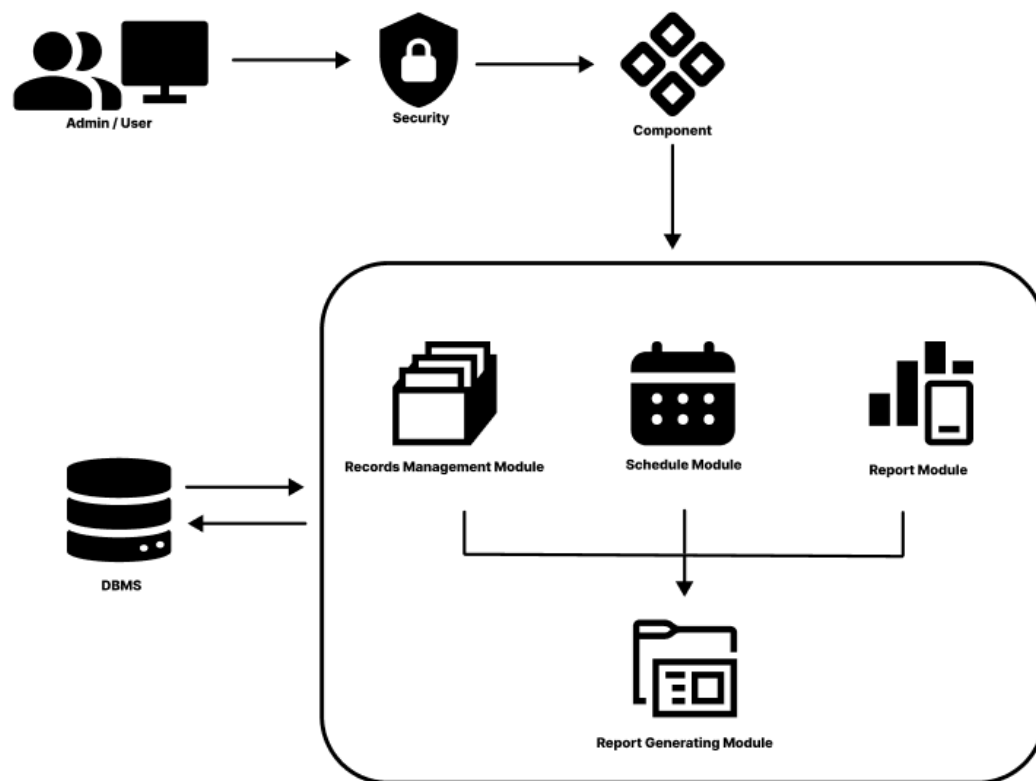 Admin / User
Security
Component
Records Management Module
Schedule Module
Report Module
DBMS
Report Generating Module